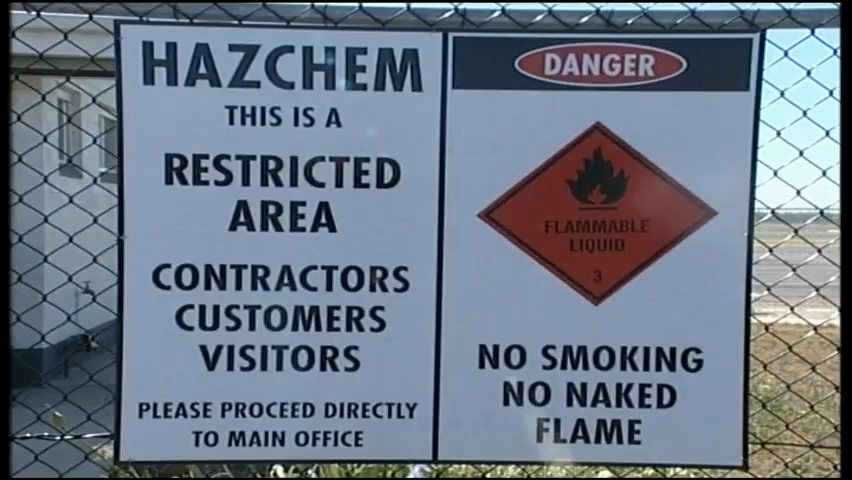 HAZCHEM
THIS IS A
RESTRICTED
AREA
CONTRACTORS
CUSTOMERS
VISITORS
PLEASE PROCEED DIRECTLY
TO MAIN OFFICE
DANGER
FLAMMABLE
LIQUID
3
NO SMOKING
NO NAKED
FLAME